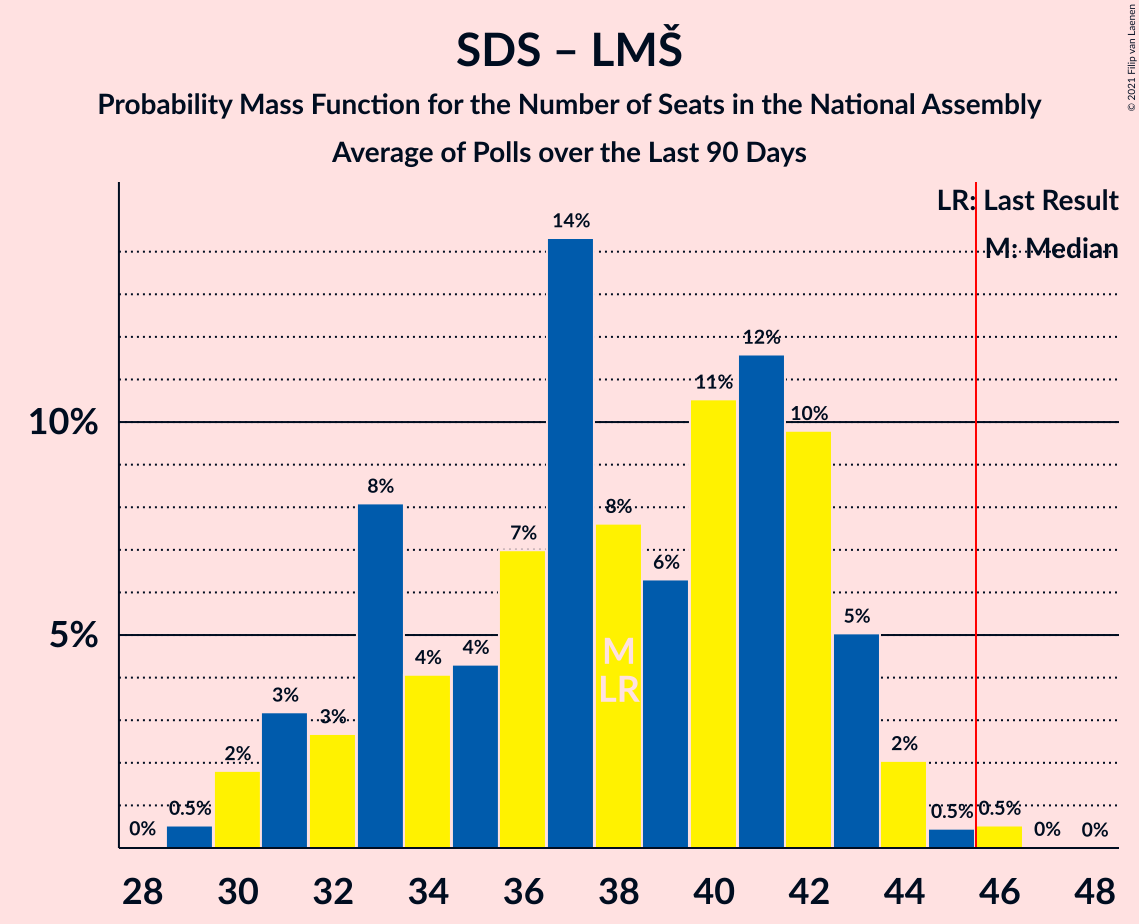 SDS – LMŠ
Probability Mass Function for the Number of Seats in the National Assembly
Average of Polls over the Last 90 Days
© 2021 Filip van Laenen
LR: Last Result
M: Median
14%
12%
11%
10%
10%
8%
8%
7%
6%
5%
5%
4%
4%
M
LR
3%
3%
2%
2%
0%
0.5%
0.5%
0.5%
0%
0%
28 30 32 34 36 38 40 42 44 46 48